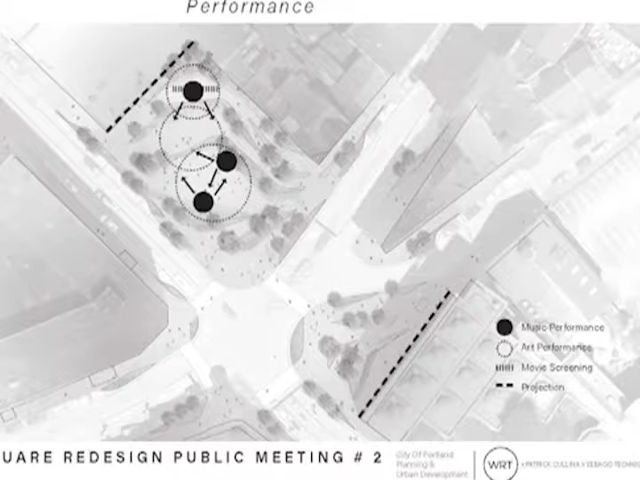 Performance
Music Performance
Art Performance
Movie Screening
Projection
UARE REDESIGN PUBLIC MEETING # 2
City Of Portland
Planning &
Urban Development
WRT
+ PATRICK CULLINA + SEBAGO TECHNIC